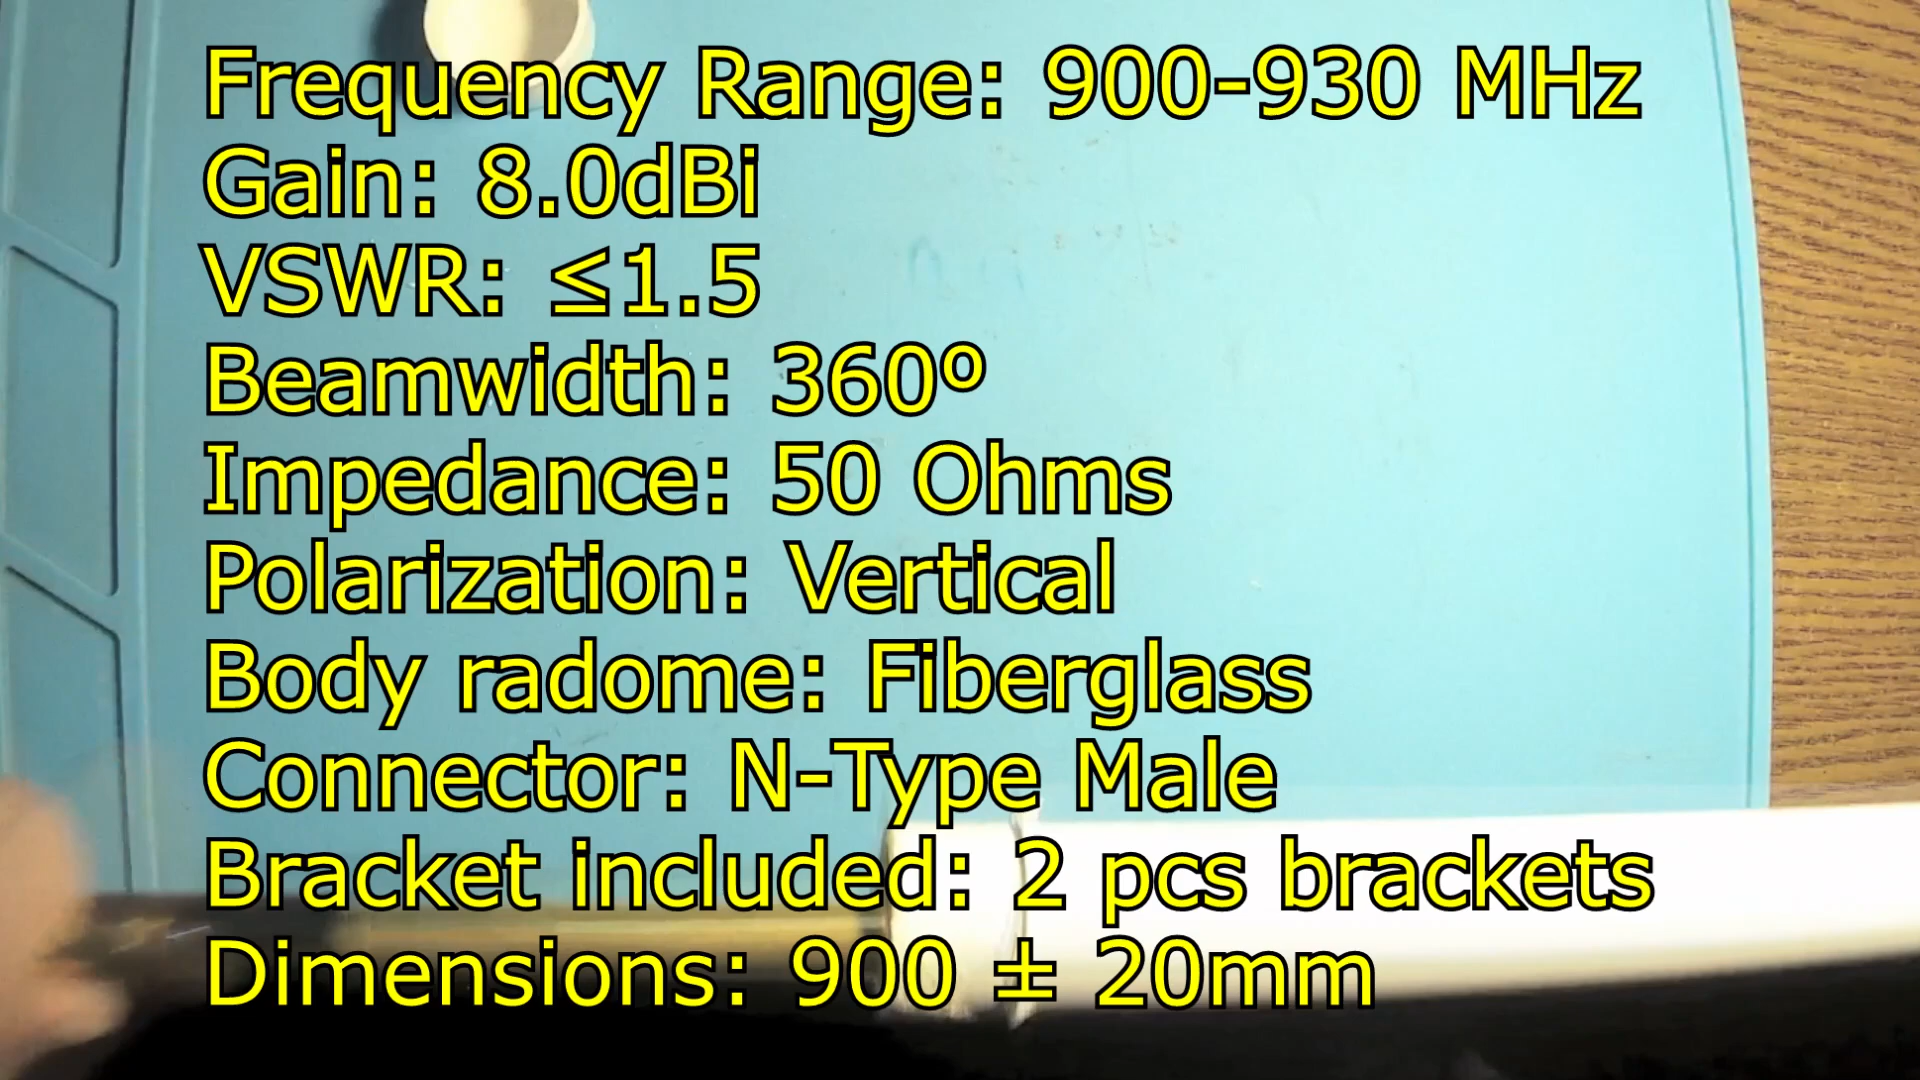 Frequency Range: 900-930 MHz
Gain: 8.0dBi
VSWR: ≤1.5
Beamwidth: 360º
Impedance: 50 Ohms
Polarization: Vertical
Body radome: Fiberglass
Connector: N-Type Male
Bracket included: 2 pcs brackets
Dimensions: 900 ± 20mm